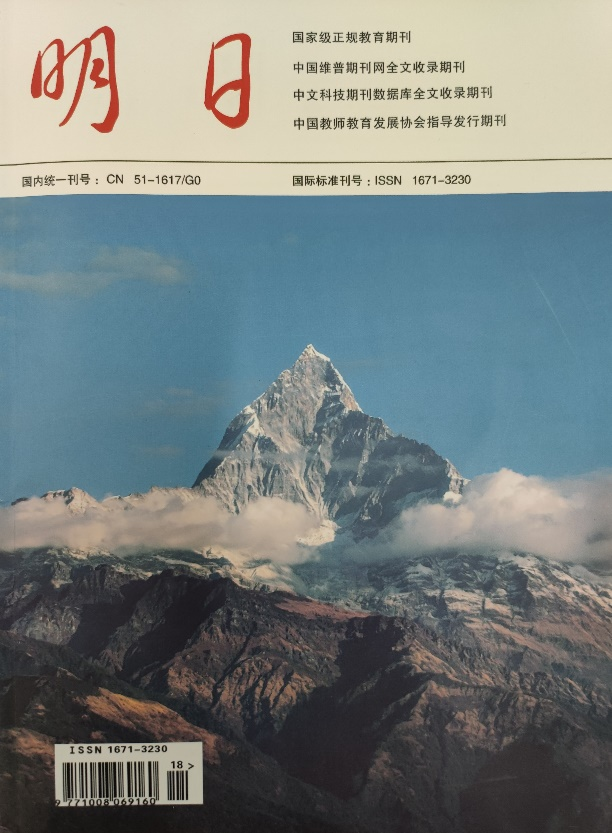 明日
国家级正规教育期刊
中国维普期刊网全文收录期刊
中文科技期刊数据库全文收录期刊
中国教师教育发展协会指导发行期刊
国内统一刊号：CN 51-1617/G0
国际标准刊号：ISSN 1671-3230
ISSN 1671-3230
18 >
9 771008 069160